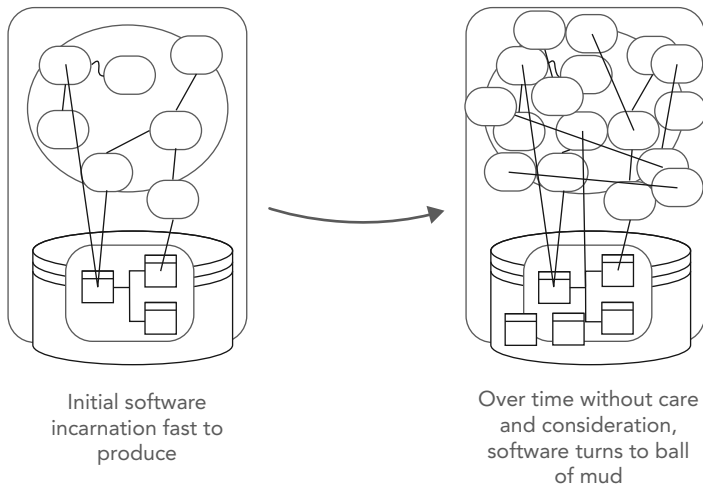 Initial software
incarnation fast to
produce
Over time without care
and consideration,
software turns to ball
of mud